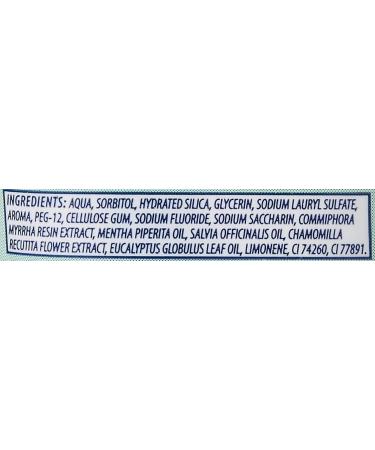 INGREDIENTS: AQUA, SORBITOL, HYDRATED SILICA, GLYCERIN, SODIUM LAURYL SULFATE,
AROMA, PEG-12, CELLULOSE GUM, SODIUM FLUORIDE, SODIUM SACCHARIN, COMMIPHORA
MYRRHA RESIN EXTRACT, MENTHA PIPERITA OIL, SALVIA OFFICINALIS OIL, CHAMOMILLA
RECUTITA FLOWER EXTRACT, EUCALYPTUS GLOBULUS LEAF OIL, LIMONENE, CI 74260, CI 77891.